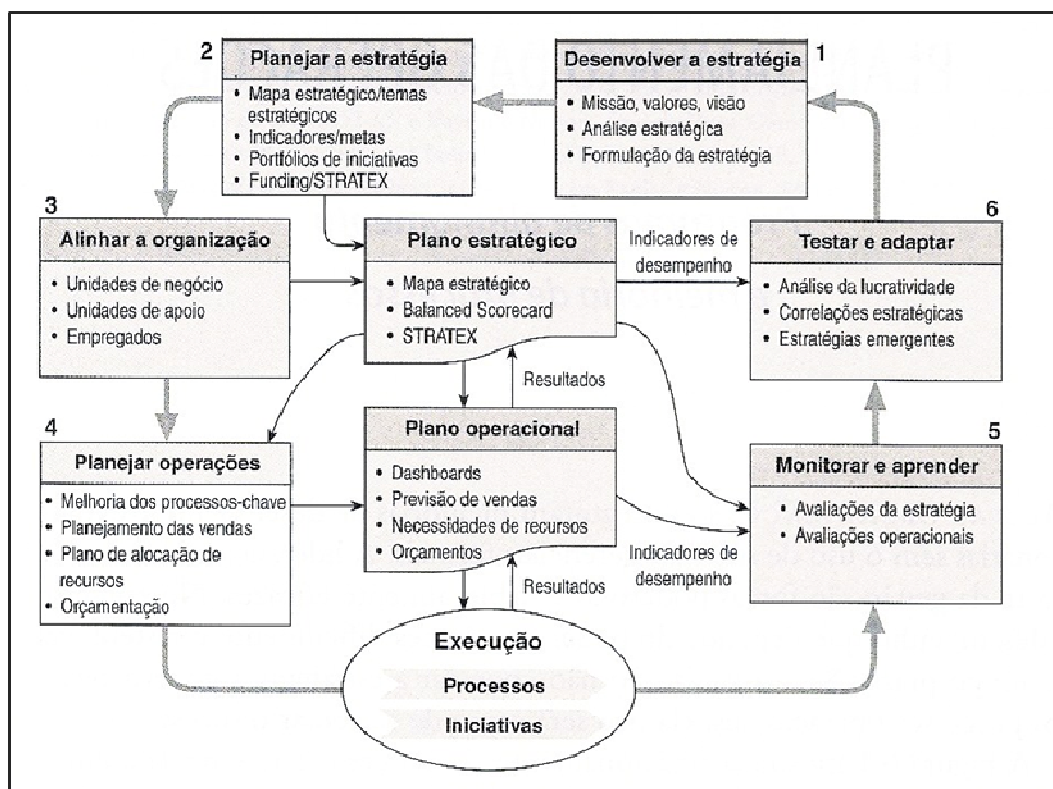 2
Planejar a estratégia
• Mapa estratégico/temas
estratégicos
• Indicadores/metas
• Portfólios de iniciativas
• Funding/STRATEX
Desenvolver a estratégia
1
• Missão, valores, visão
• Análise estratégica
• Formulação da estratégia
3
Alinhar a organização
• Unidades de negócio
• Unidades de apoio
• Empregados
Plano estratégico
• Mapa estratégico
• Balanced Scorecard
• STRATEX
Indicadores de
desempenho
6
Testar e adaptar
• Análise da lucratividade
• Correlações estratégicas
• Estratégias emergentes
Resultados
4
Planejar operações
• Melhoria dos processos-chave
• Planejamento das vendas
• Plano de alocação de
recursos
• Orçamentação
Plano operacional
• Dashboards
• Previsão de vendas
• Necessidades de recursos
• Orçamentos
Indicadores de
desempenho
5
Monitorar e aprender
• Avaliações da estratégia
• Avaliações operacionais
Resultados
Execução
Processos
Iniciativas